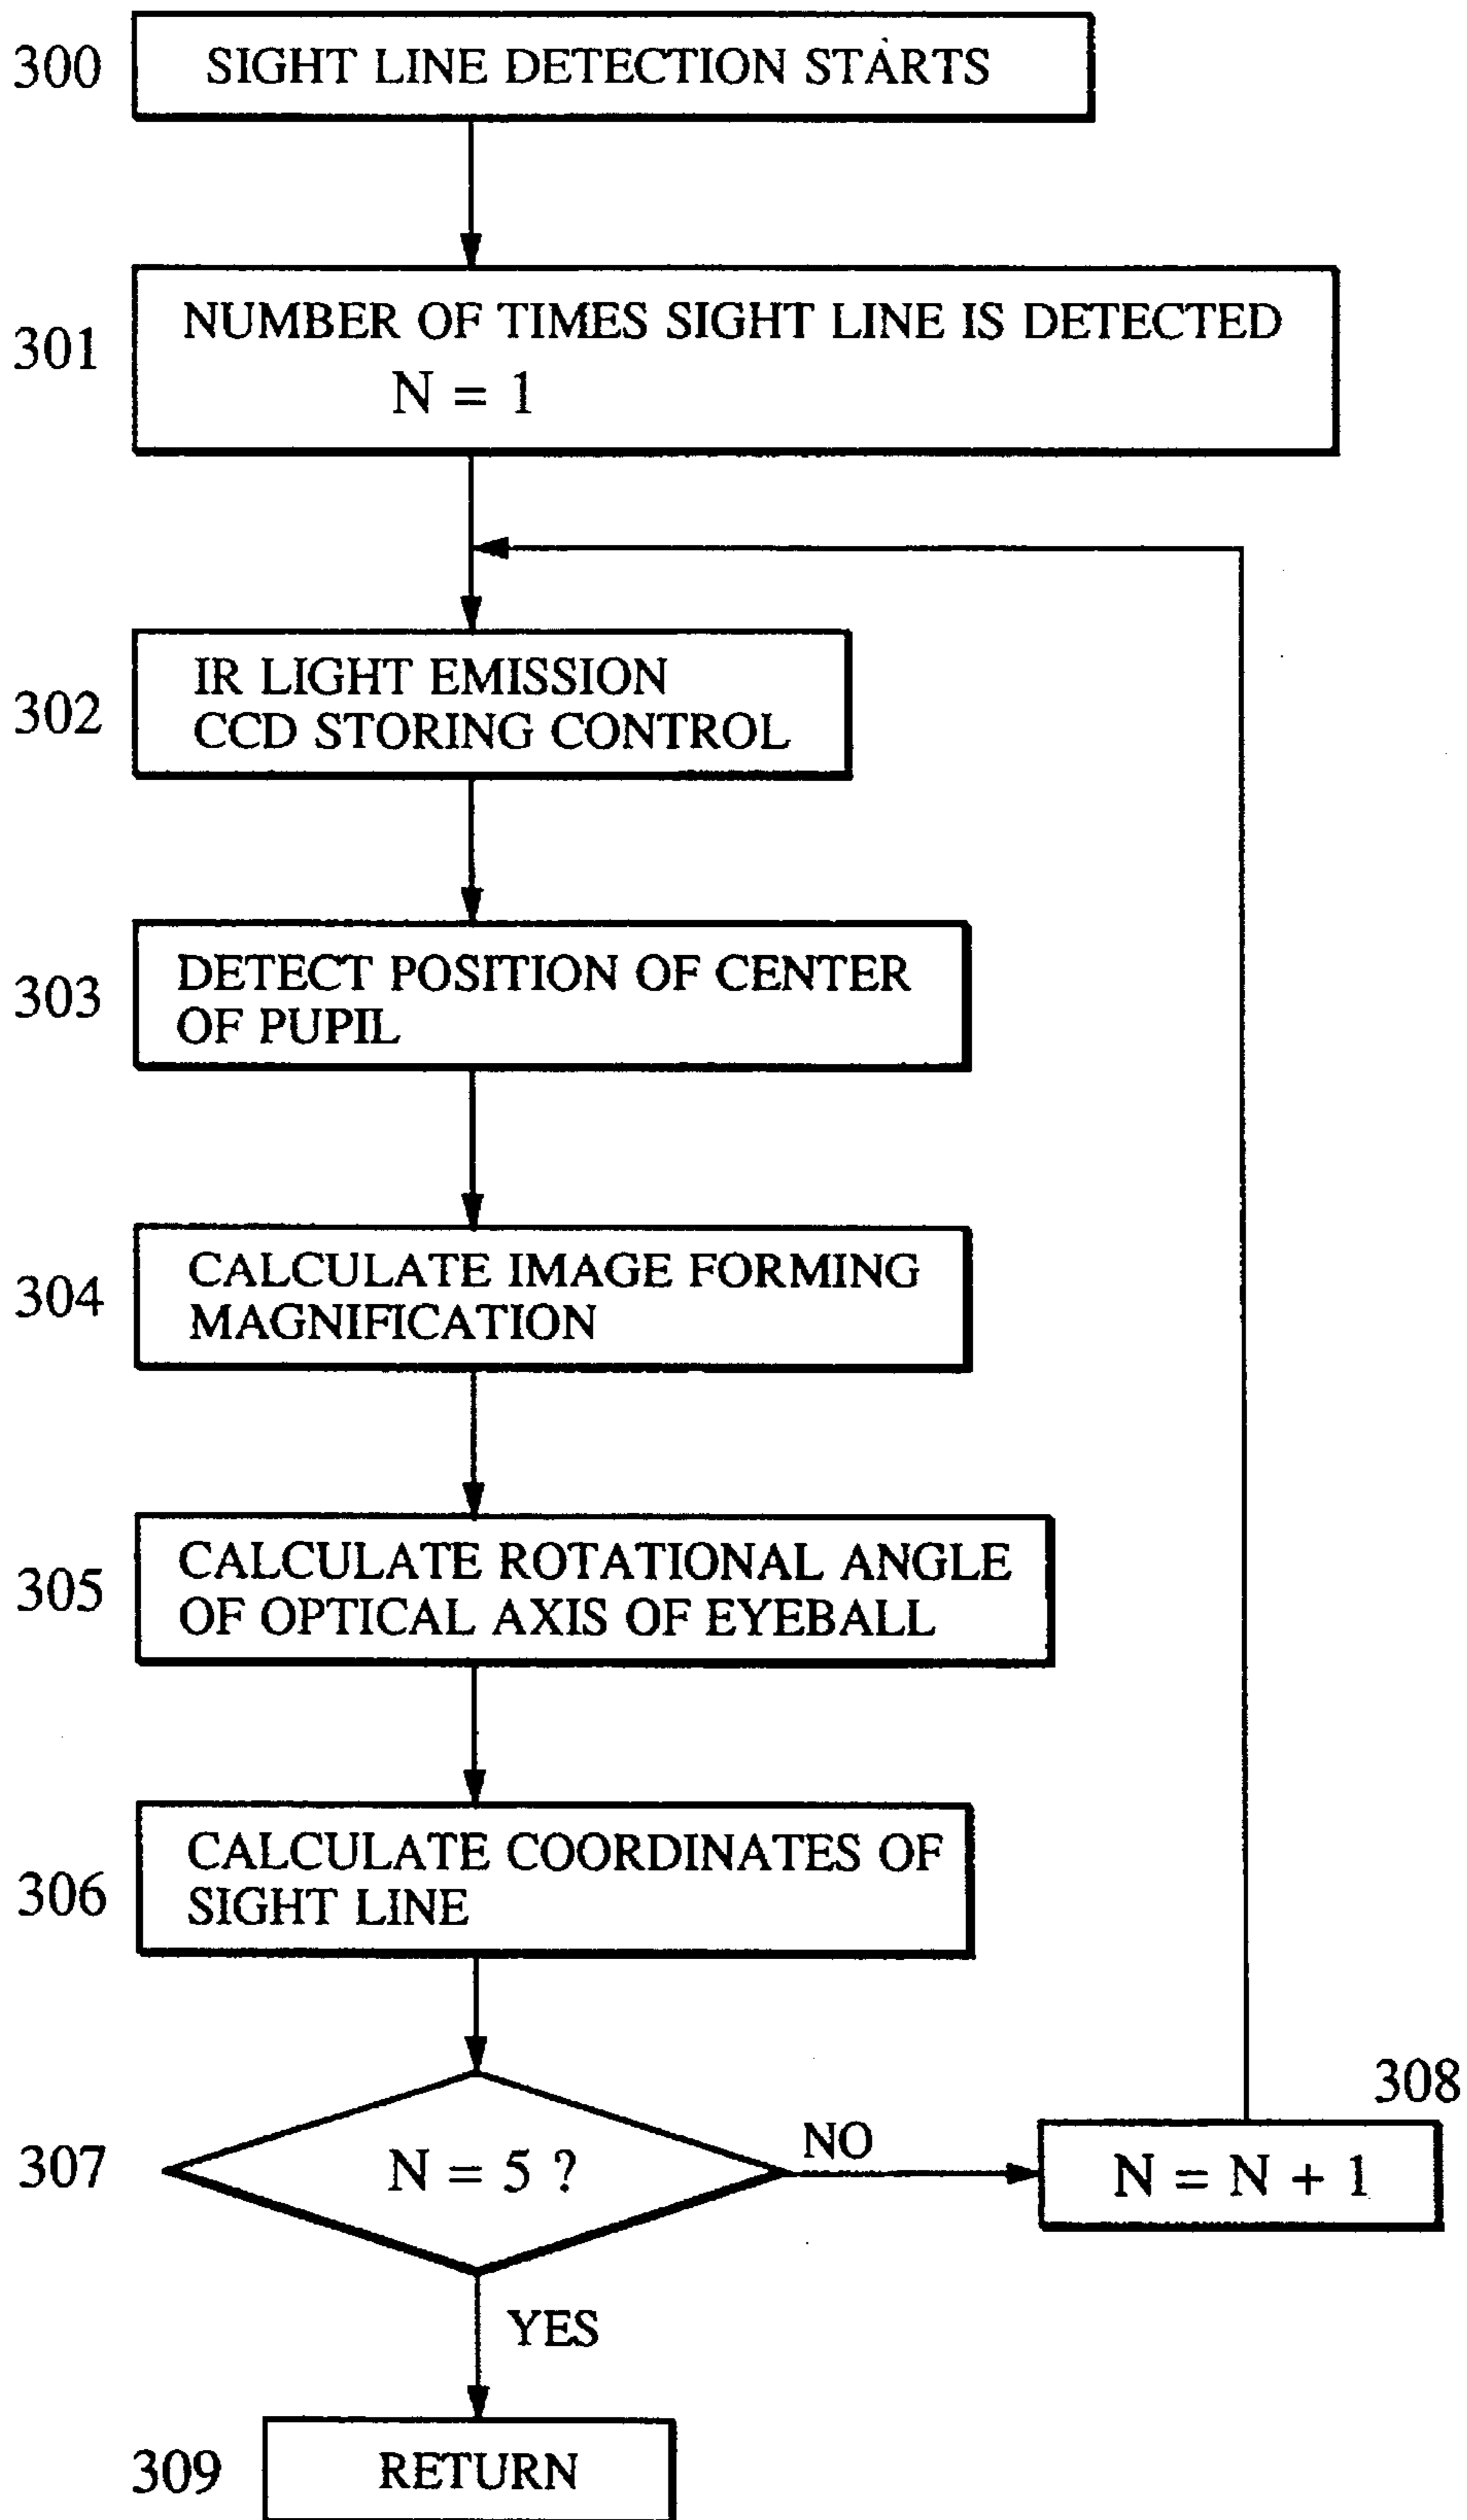 300 SIGHT LINE DETECTION STARTS
301 NUMBER OF TIMES SIGHT LINE IS DETECTED
N = 1
302 IR LIGHT EMISSION
CCD STORING CONTROL
303 DETECT POSITION OF CENTER
OF PUPIL
304 CALCULATE IMAGE FORMING
MAGNIFICATION
305 CALCULATE ROTATIONAL ANGLE
OF OPTICAL AXIS OF EYEBALL
306 CALCULATE COORDINATES OF
SIGHT LINE
307 N = 5 ?
NO
308
N = N + 1
YES
309 RETURN